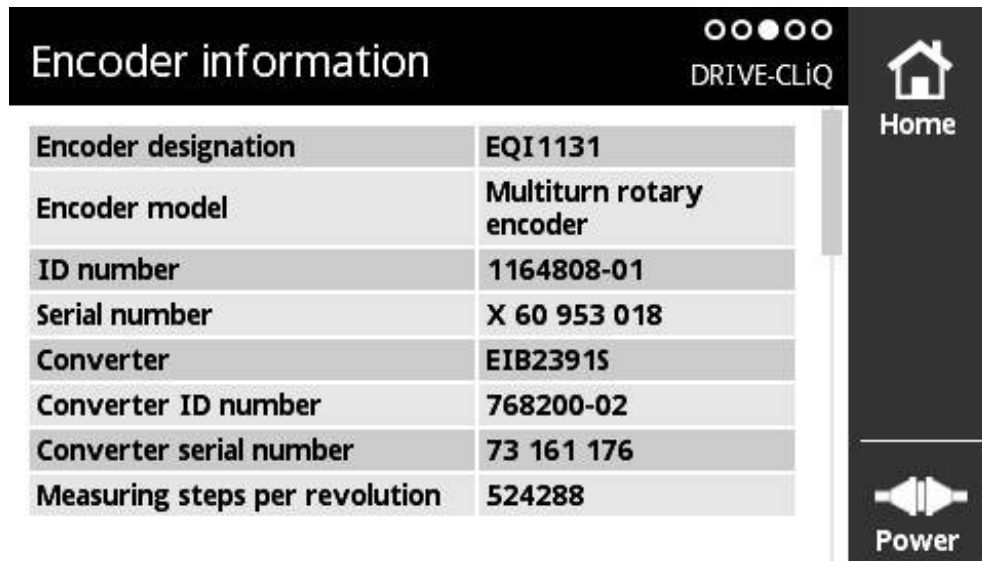 Encoder information
DRIVE-CLiQ
Home
Encoder designation EQI1131
Encoder model Multiturn rotary
encoder
ID number 1164808-01
Serial number X 60 953 018
Converter EIB2391S
Converter ID number 768200-02
Converter serial number 73 161 176
Measuring steps per revolution 524288
Power